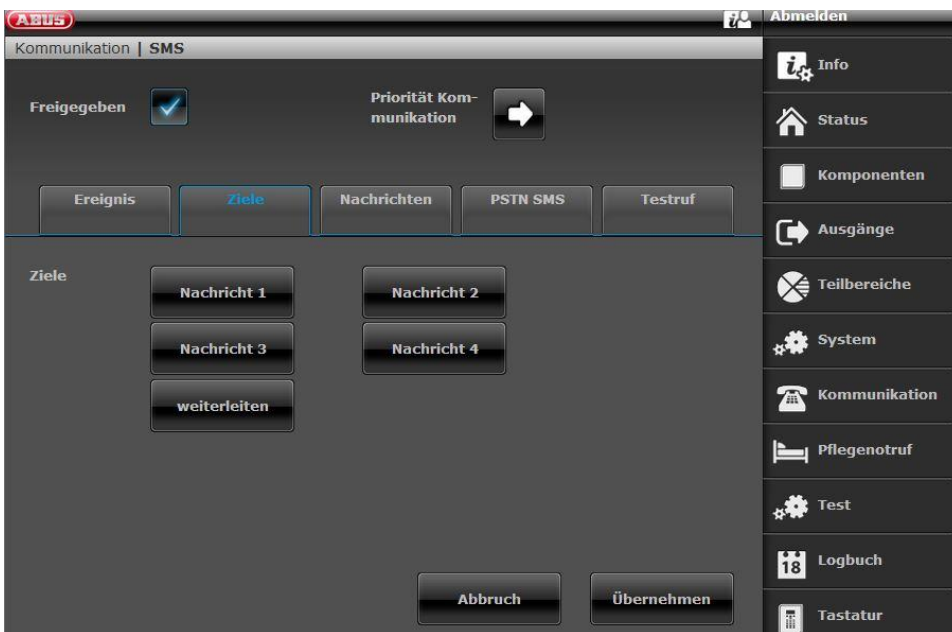 ABUS
Kommunikation | SMS
Freigegeben
Priorität Kom-
munikation
Ereignis
Ziele
Nachrichten
PSTN SMS
Testruf
Ziele
Nachricht 1
Nachricht 2
Nachricht 3
Nachricht 4
weiterleiten
Abbruch
Übernehmen
Abmelden
Info
Status
Komponenten
Ausgänge
Teilbereiche
System
Kommunikation
Pflegenotruf
Test
18
Logbuch
Tastatur